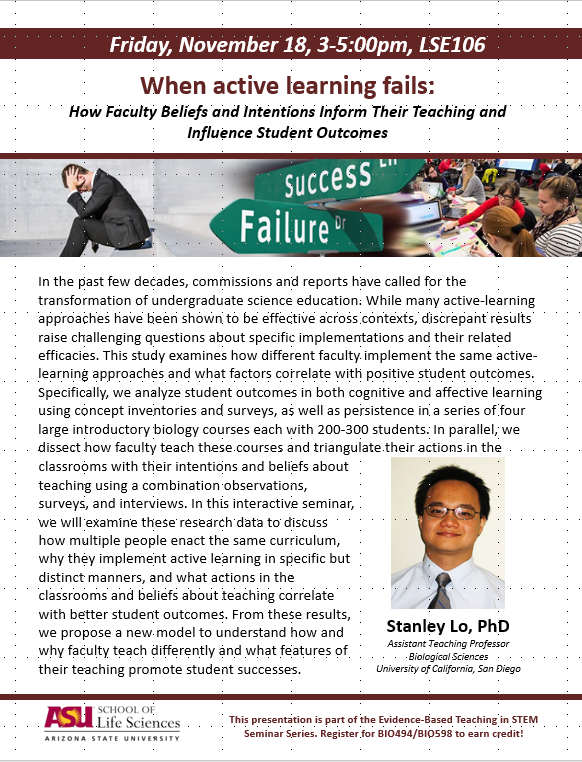 Friday, November 18, 3-5:00pm, LSE106
When active learning fails:
How Faculty Beliefs and Intentions Inform Their Teaching and
Influence Student Outcomes
Success Ln
Failure Dr
In the past few decades, commissions and reports have called for the
transformation of undergraduate science education. While many active-learning
approaches have been shown to be effective across contexts, discrepant results
raise challenging questions about specific implementations and their related
efficacies. This study examines how different faculty implement the same active-
learning approaches and what factors correlate with positive student outcomes.
Specifically, we analyze student outcomes in both cognitive and affective learning
using concept inventories and surveys, as well as persistence in a series of four
large introductory biology courses each with 200-300 students. In parallel, we
dissect how faculty teach these courses and triangulate their actions in the
classrooms with their intentions and beliefs about
teaching using a combination observations,
surveys, and interviews. In this interactive seminar,
we will examine these research data to discuss
how multiple people enact the same curriculum,
why they implement active learning in specific but
distinct manners, and what actions in the
classrooms and beliefs about teaching correlate
with better student outcomes. From these results,
we propose a new model to understand how and
why faculty teach differently and what features of
their teaching promote student successes.
Stanley Lo, PhD
Assistant Teaching Professor
Biological Sciences
University of California, San Diego
ASU SCHOOL OF
Life Sciences
ARIZONA STATE UNIVERSITY
This presentation is part of the Evidence-Based Teaching in STEM
Seminar Series. Register for BIO494/BIO598 to earn credit!